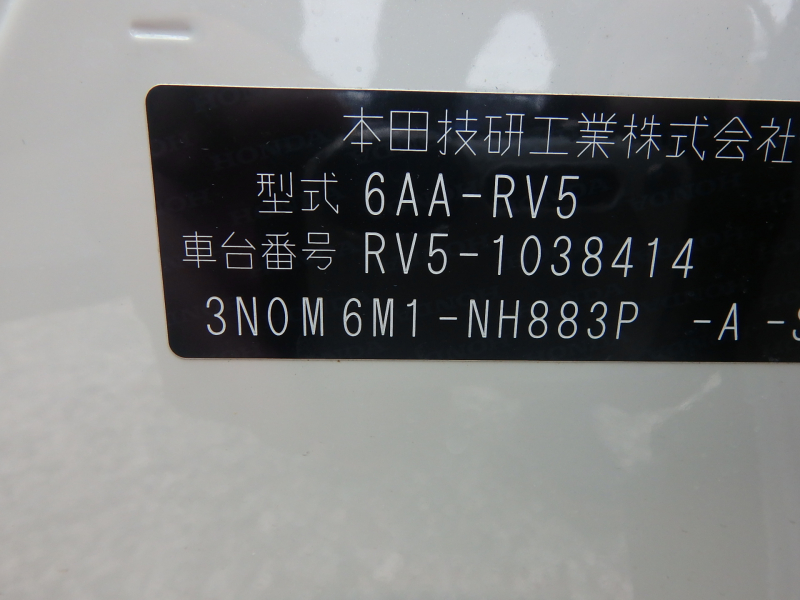 本田技研工業株式会社
型式 6AA-RV5
車台番号 RV5-1038414
3N0M6M1-NH883P -A -S